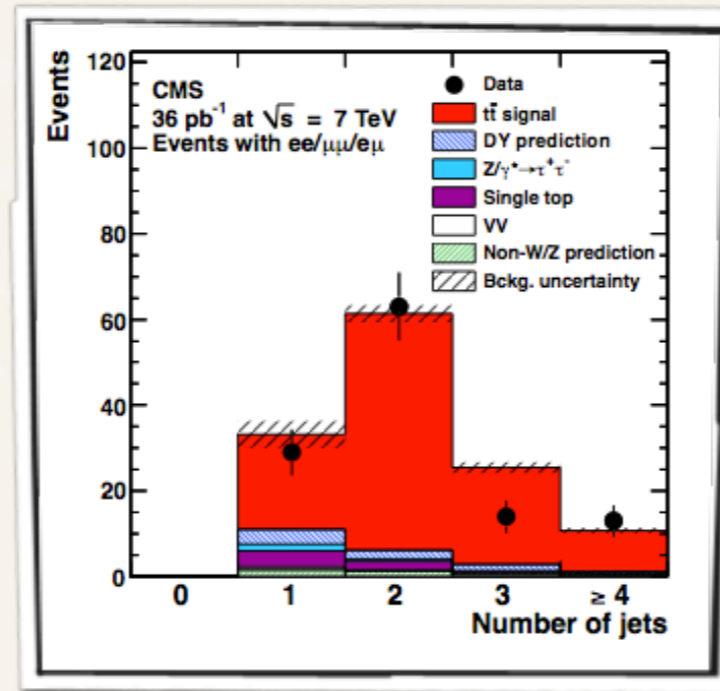 Events
120
100
80
60
40
20
0
CMS
36 pb⁻¹ at √s = 7 TeV
Events with ee/μμ/eμ
Data
tt̄ signal
DY prediction
Z/γ*→τ⁺τ⁻
Single top
VV
Non-W/Z prediction
Bckg. uncertainty
0 1 2 3 ≥ 4
Number of jets